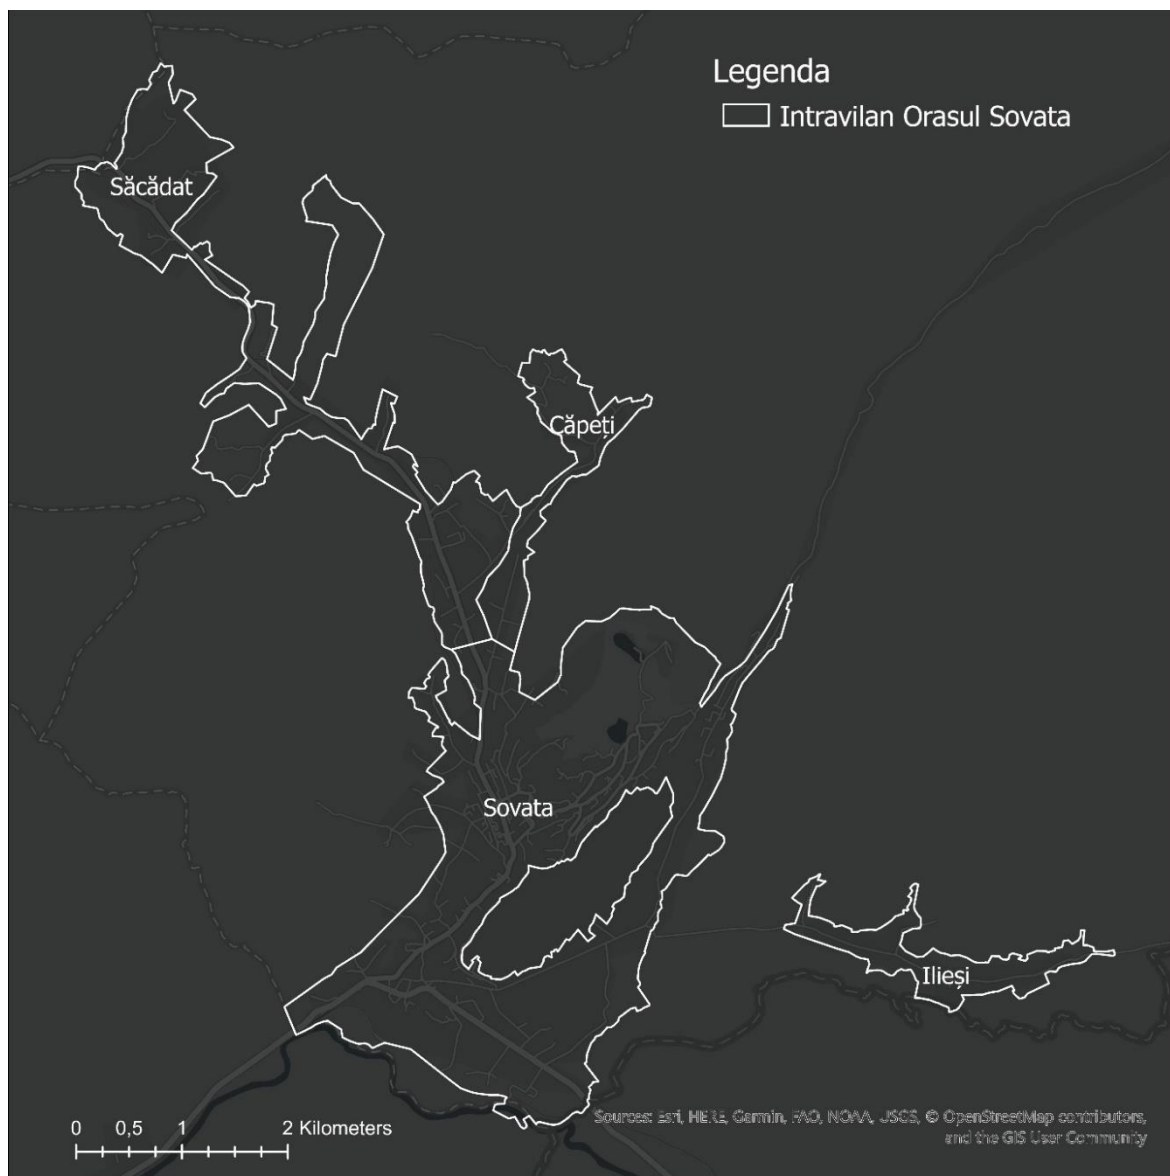 Legenda
Intravilan Orasul Sovata
Săcădat
Căpeți
Sovata
Ilieși
0 0,5 1 2 Kilometers
Sources: Esri, HERE, Garmin, FAO, NOAA, USGS, © OpenStreetMap contributors,
and the GIS User Community